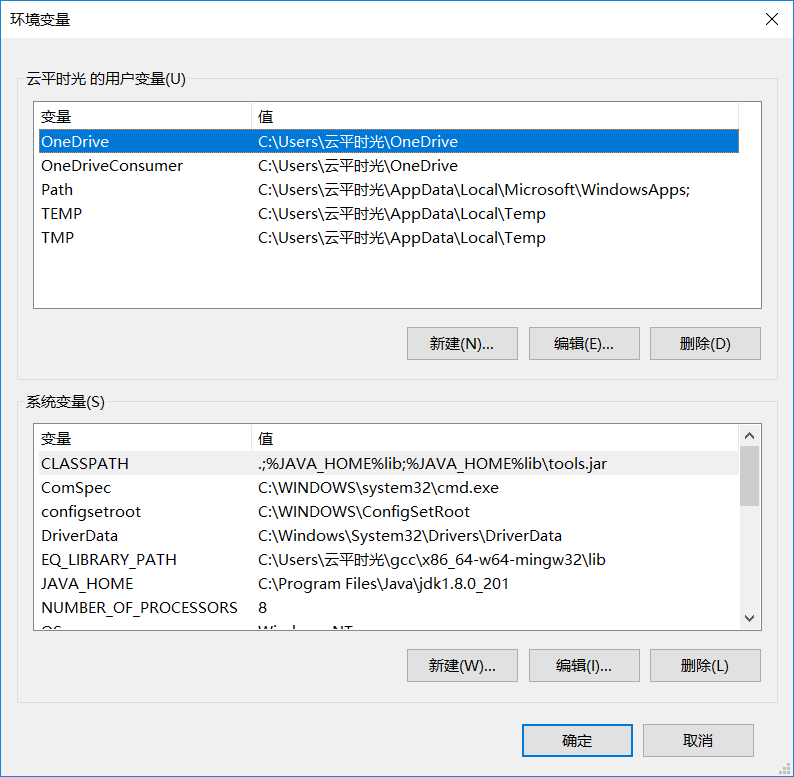 环境变量
云平时光 的用户变量(U)
变量 值
OneDrive C:\Users\云平时光\OneDrive
OneDriveConsumer C:\Users\云平时光\OneDrive
Path C:\Users\云平时光\AppData\Local\Microsoft\WindowsApps;
TEMP C:\Users\云平时光\AppData\Local\Temp
TMP C:\Users\云平时光\AppData\Local\Temp
新建(N)... 编辑(E)... 删除(D)
系统变量(S)
变量 值
CLASSPATH .;%JAVA_HOME%lib;%JAVA_HOME%lib\tools.jar
ComSpec C:\WINDOWS\system32\cmd.exe
configsetroot C:\WINDOWS\ConfigSetRoot
DriverData C:\Windows\System32\Drivers\DriverData
EQ_LIBRARY_PATH C:\Users\云平时光\gcc\x86_64-w64-mingw32\lib
JAVA_HOME C:\Program Files\Java\jdk1.8.0_201
NUMBER_OF_PROCESSORS 8
OS Windows_NT
新建(W)... 编辑(I)... 删除(L)
确定 取消